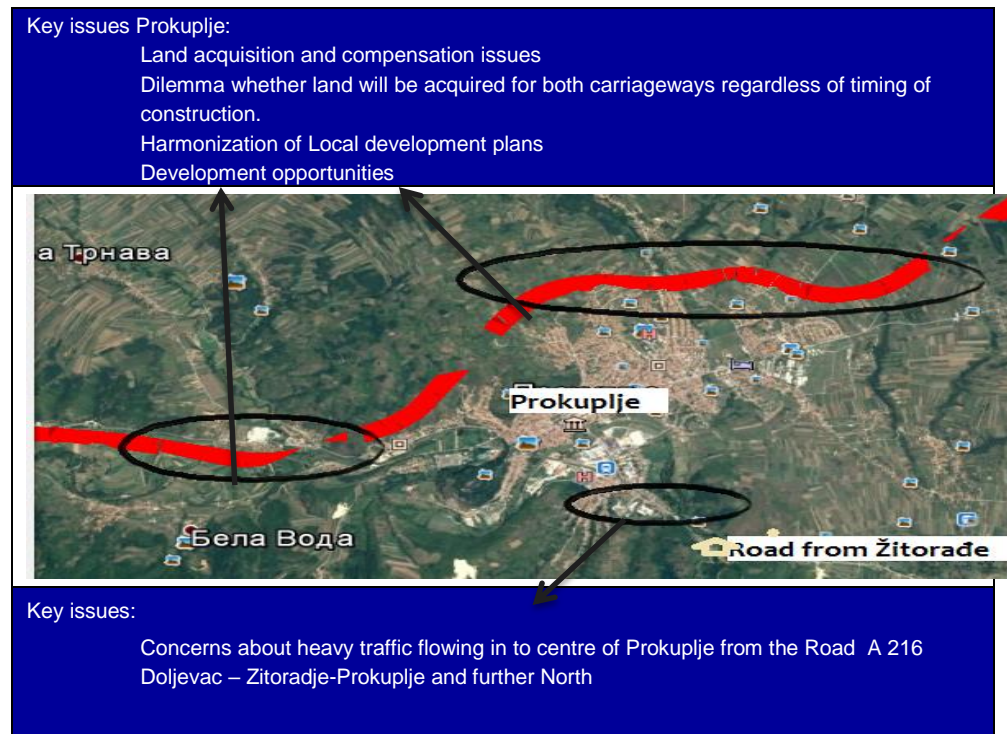 Key issues Prokuplje:
Land acquisition and compensation issues
Dilemma whether land will be acquired for both carriageways regardless of timing of
construction.
Harmonization of Local development plans
Development opportunities
а Трнава
H
Prokuplje
H
Бела Вода
Road from Žitorađe
Key issues:
Concerns about heavy traffic flowing in to centre of Prokuplje from the Road A 216
Doljevac – Zitoradje-Prokuplje and further North